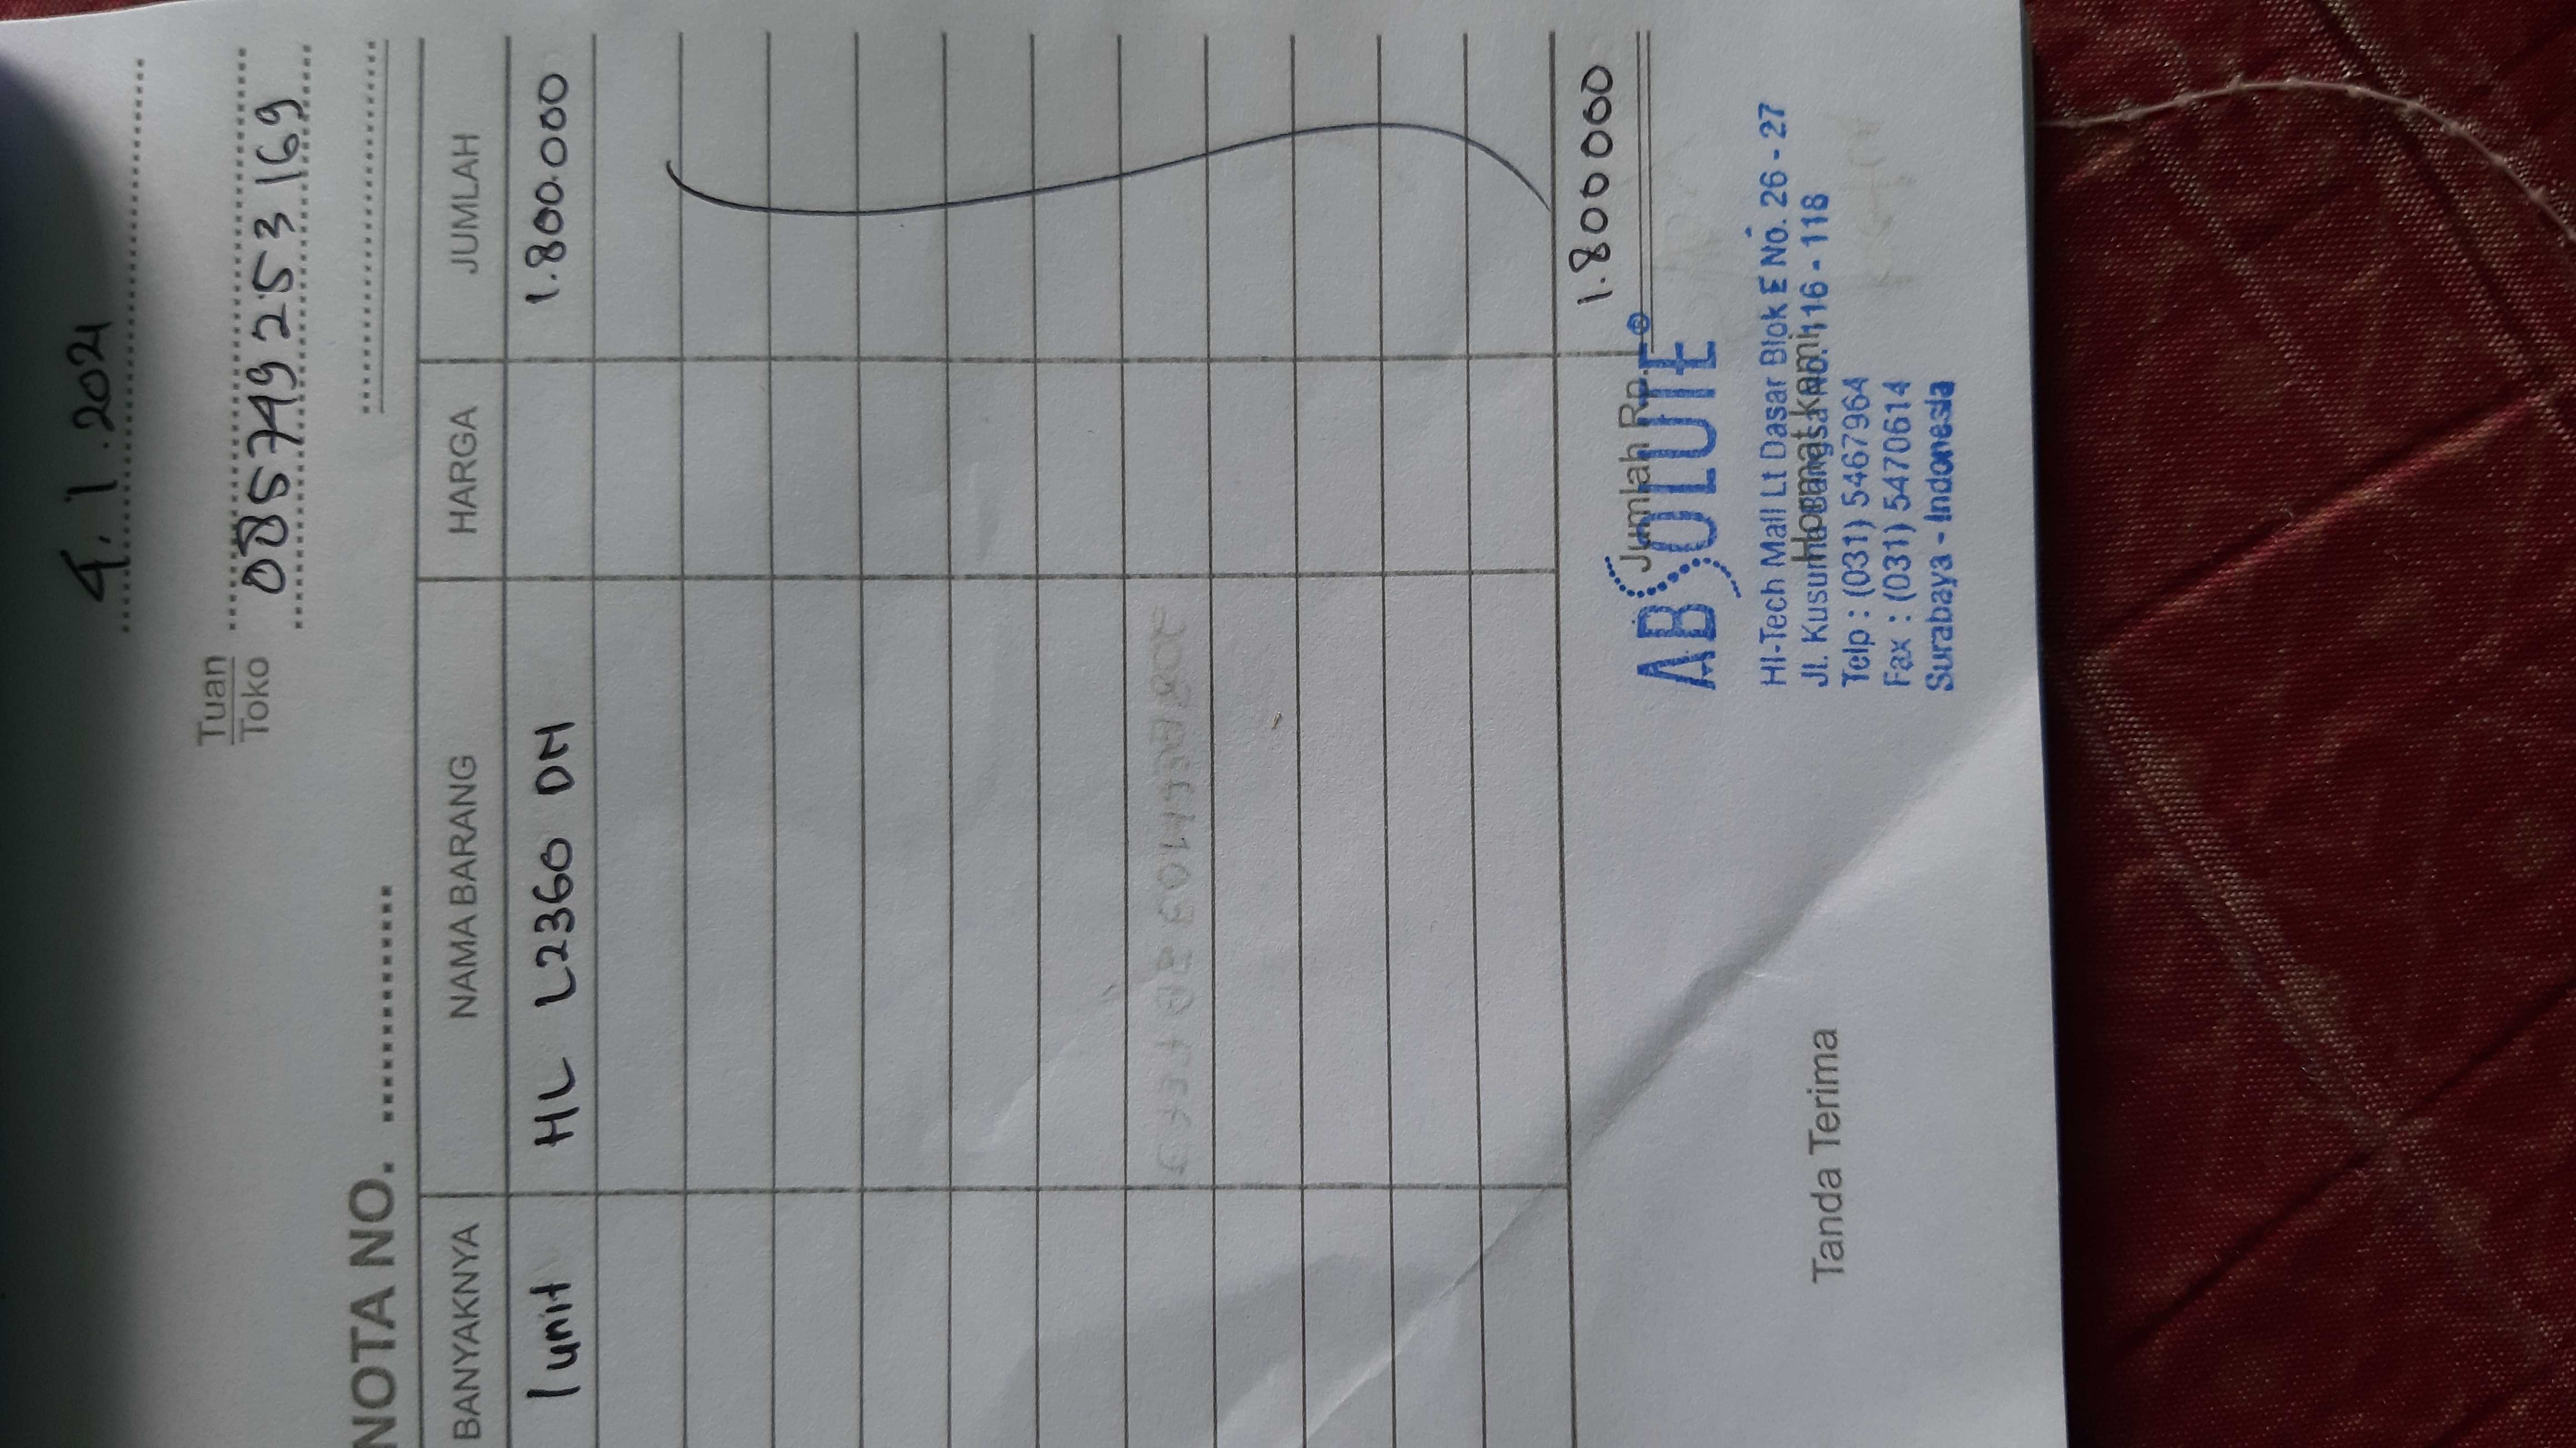 4.1.2021
Tuan
Toko 085749253169
NOTA NO.
BANYAKNYA NAMA BARANG HARGA JUMLAH
1 unit HL L2360 DN 1.800.000
Jumlah Rp. 1.800000
ABSOLUTE®
HI-Tech Mall Lt Dasar Blok E No. 26 - 27
Tanda Terima Hormat kami
Jl. Kusuma Bangsa No. 116 - 118
Telp : (031) 5467964
Fax : (031) 5470614
Surabaya - Indonesia